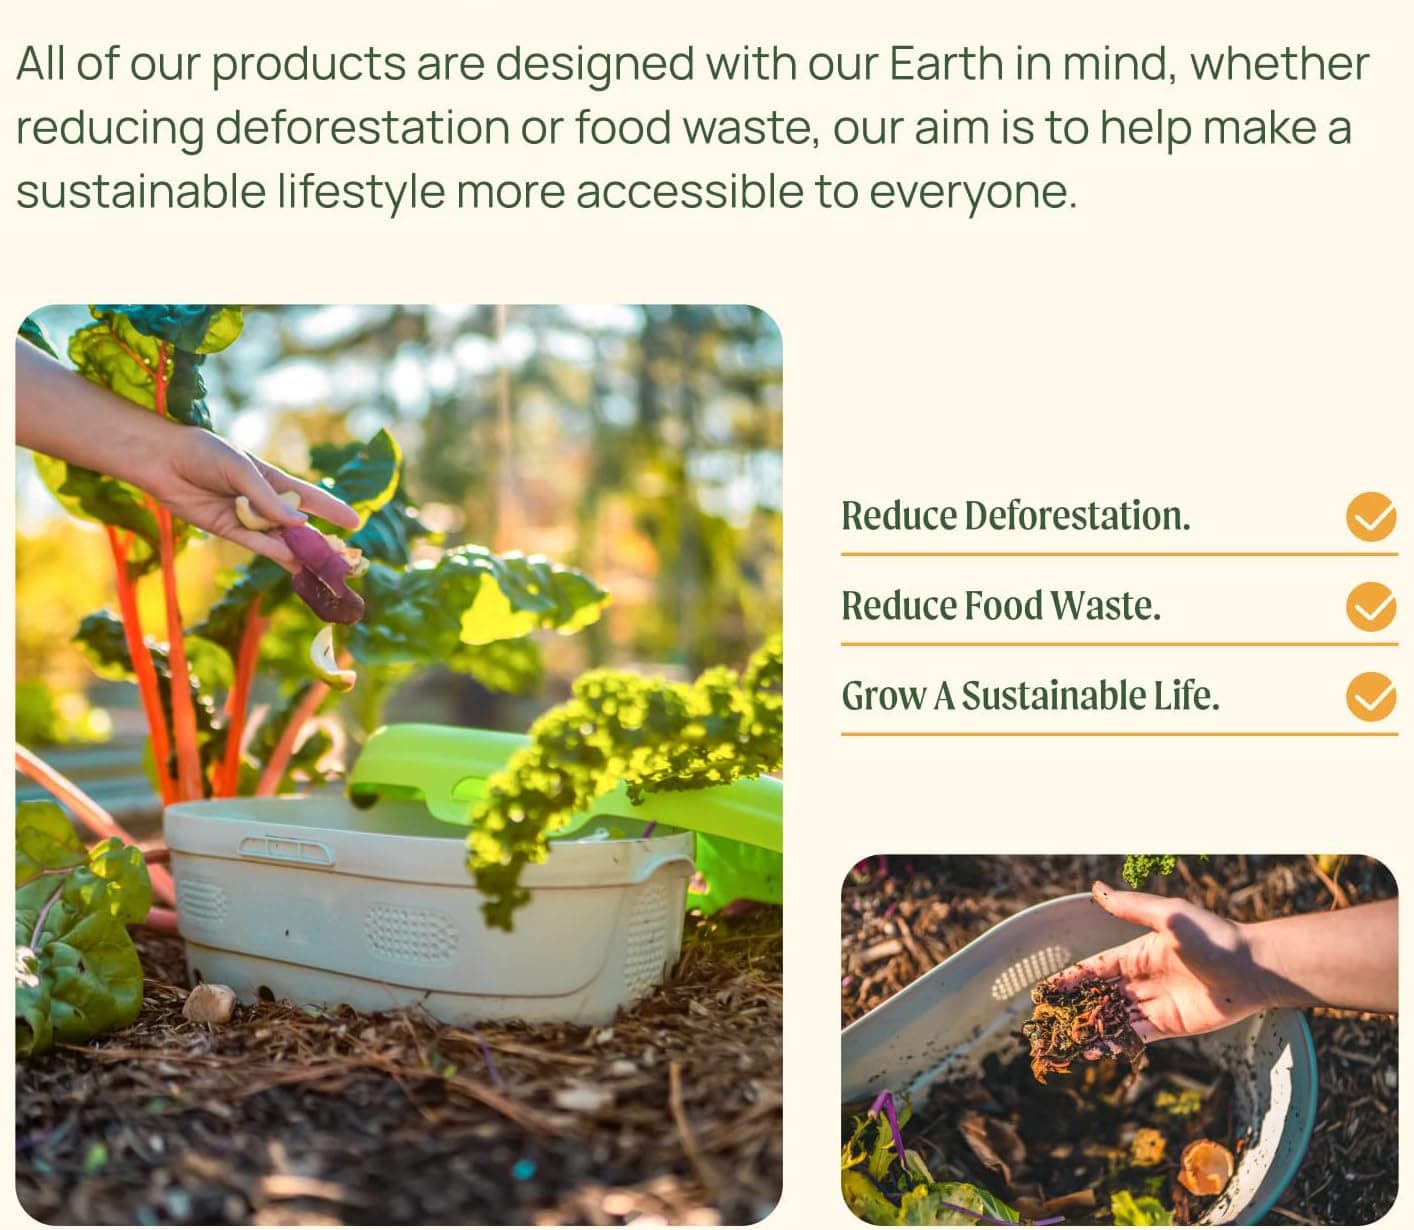 All of our products are designed with our Earth in mind, whether
reducing deforestation or food waste, our aim is to help make a
sustainable lifestyle more accessible to everyone.
Reduce Deforestation.
Reduce Food Waste.
Grow A Sustainable Life.